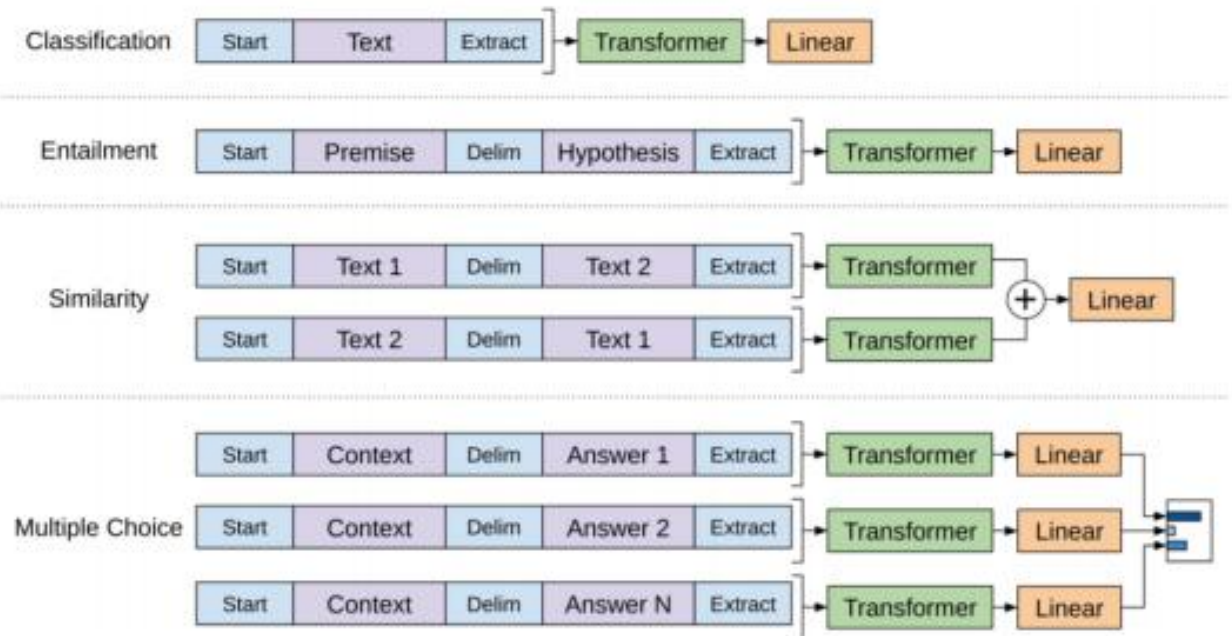 Classification Start Text Extract Transformer Linear
Entailment Start Premise Delim Hypothesis Extract Transformer Linear
Start Text 1 Delim Text 2 Extract Transformer
Similarity + Linear
Start Text 2 Delim Text 1 Extract Transformer
Start Context Delim Answer 1 Extract Transformer Linear
Multiple Choice Start Context Delim Answer 2 Extract Transformer Linear
Start Context Delim Answer N Extract Transformer Linear